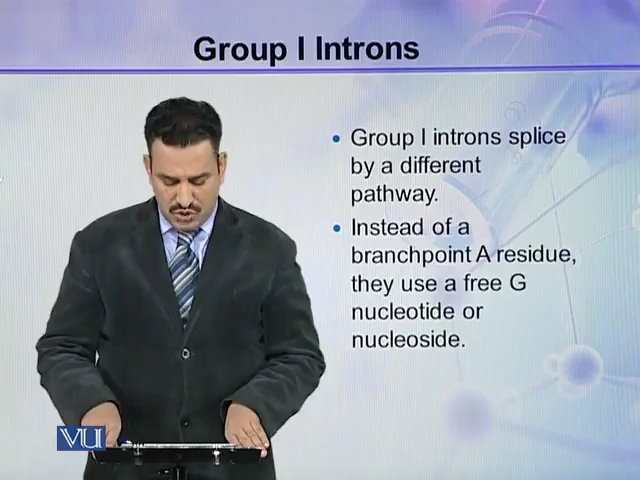 Group I Introns
• Group I introns splice
by a different
pathway.
• Instead of a
branchpoint A residue,
they use a free G
nucleotide or
nucleoside.
VU